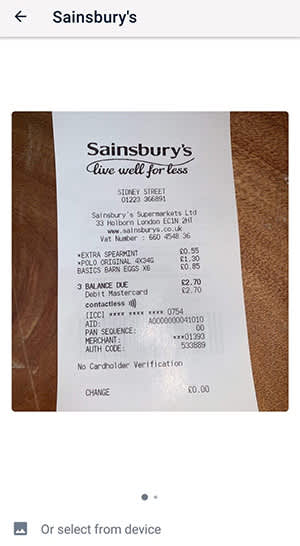 Sainsbury's
Sainsbury's
live well for less
SIDNEY STREET
01223 366891
Sainsbury's Supermarkets Ltd
33 Holborn London EC1N 2HT
www.sainsburys.co.uk
Vat Number : 660 4548 36
*EXTRA SPEARMINT £0.55
*POLO ORIGINAL 4X34G £1.30
BASICS BARN EGGS X6 £0.85
3 BALANCE DUE £2.70
Debit Mastercard £2.70
contactless
[ICC] **** **** **** 0754
AID: A0000000041010
PAN SEQUENCE: 00
MERCHANT: ***01393
AUTH CODE: 533889
No Cardholder Verification
CHANGE £0.00
Or select from device